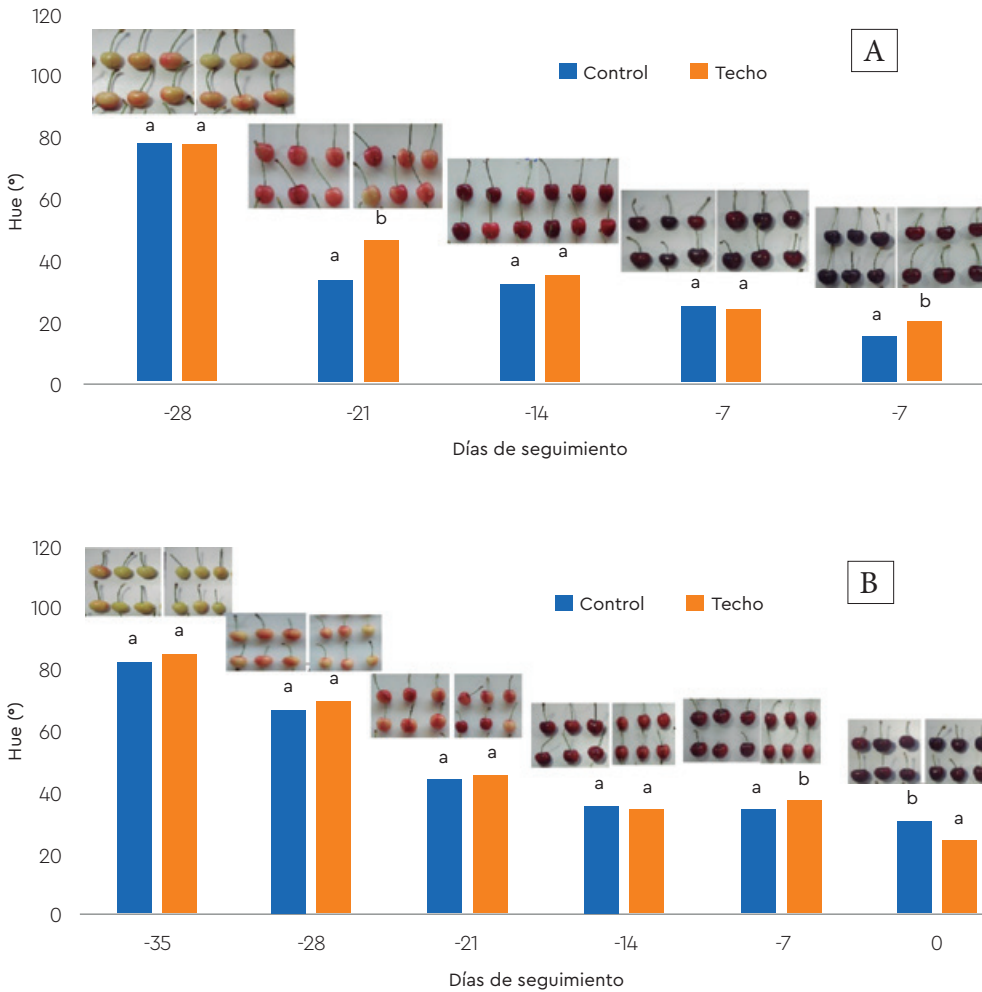 120
100
80
60
40
20
0
Hue (°)
Control Techo
A
a a
a b
a a
a a
a b
-28 -21 -14 -7 -7
Días de seguimiento
120
100
80
60
40
20
0
Hue (°)
Control Techo
B
a a
a a
a a
a a
a b
b a
-35 -28 -21 -14 -7 0
Días de seguimiento